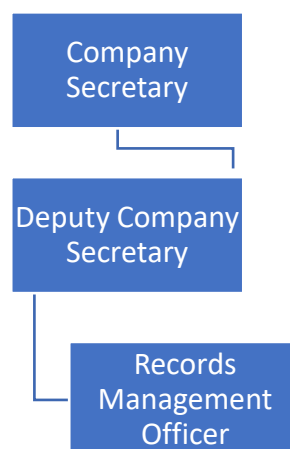 Company
Secretary
Deputy Company
Secretary
Records
Management
Officer